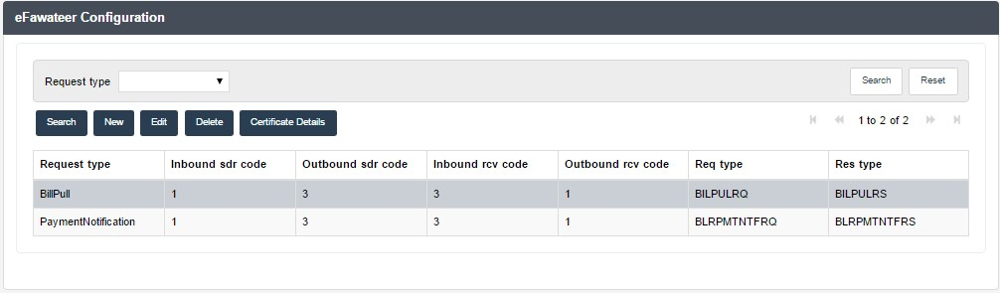 eFawateer Configuration
Request type
Search Reset
Search New Edit Delete Certificate Details 1 to 2 of 2
Request type Inbound sdr code Outbound sdr code Inbound rcv code Outbound rcv code Req type Res type
BillPull 1 3 3 1 BILPULRQ BILPULRS
PaymentNotification 1 3 3 1 BLRPMTNTFRQ BLRPMTNTFRS